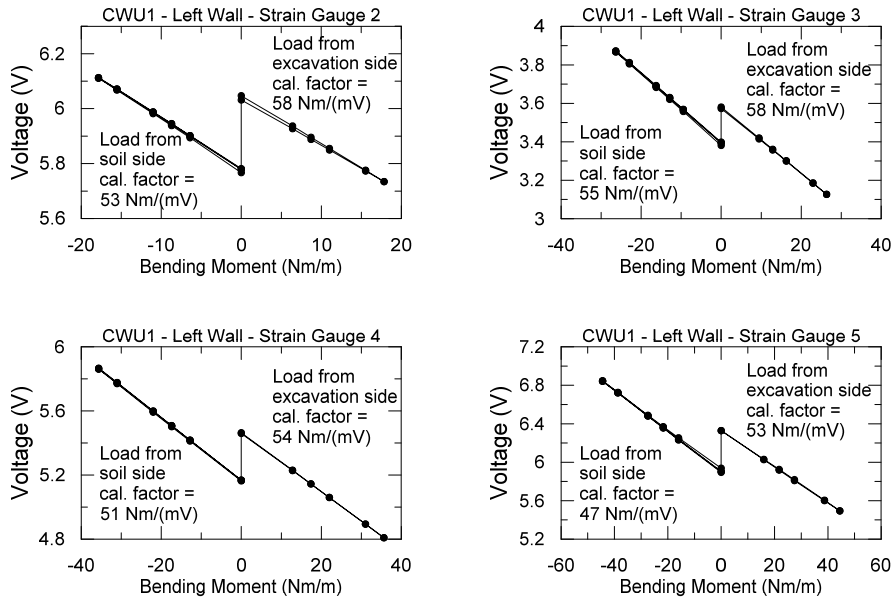 CWU1 - Left Wall - Strain Gauge 2
6.2
6
5.8
5.6
Voltage (V)
Load from
excavation side
cal. factor =
58 Nm/(mV)
Load from
soil side
cal. factor =
53 Nm/(mV)
-20 -10 0 10 20
Bending Moment (Nm/m)
CWU1 - Left Wall - Strain Gauge 3
4
3.8
3.6
3.4
3.2
3
Voltage (V)
Load from
excavation side
cal. factor =
58 Nm/(mV)
Load from
soil side
cal. factor =
55 Nm/(mV)
-40 -20 0 20 40
Bending Moment (Nm/m)
CWU1 - Left Wall - Strain Gauge 4
6
5.6
5.2
4.8
Voltage (V)
Load from
excavation side
cal. factor =
54 Nm/(mV)
Load from
soil side
cal. factor =
51 Nm/(mV)
-40 -20 0 20 40
Bending Moment (Nm/m)
CWU1 - Left Wall - Strain Gauge 5
7.2
6.8
6.4
6
5.6
5.2
Voltage (V)
Load from
excavation side
cal. factor =
53 Nm/(mV)
Load from
soil side
cal. factor =
47 Nm/(mV)
-60 -40 -20 0 20 40 60
Bending Moment (Nm/m)